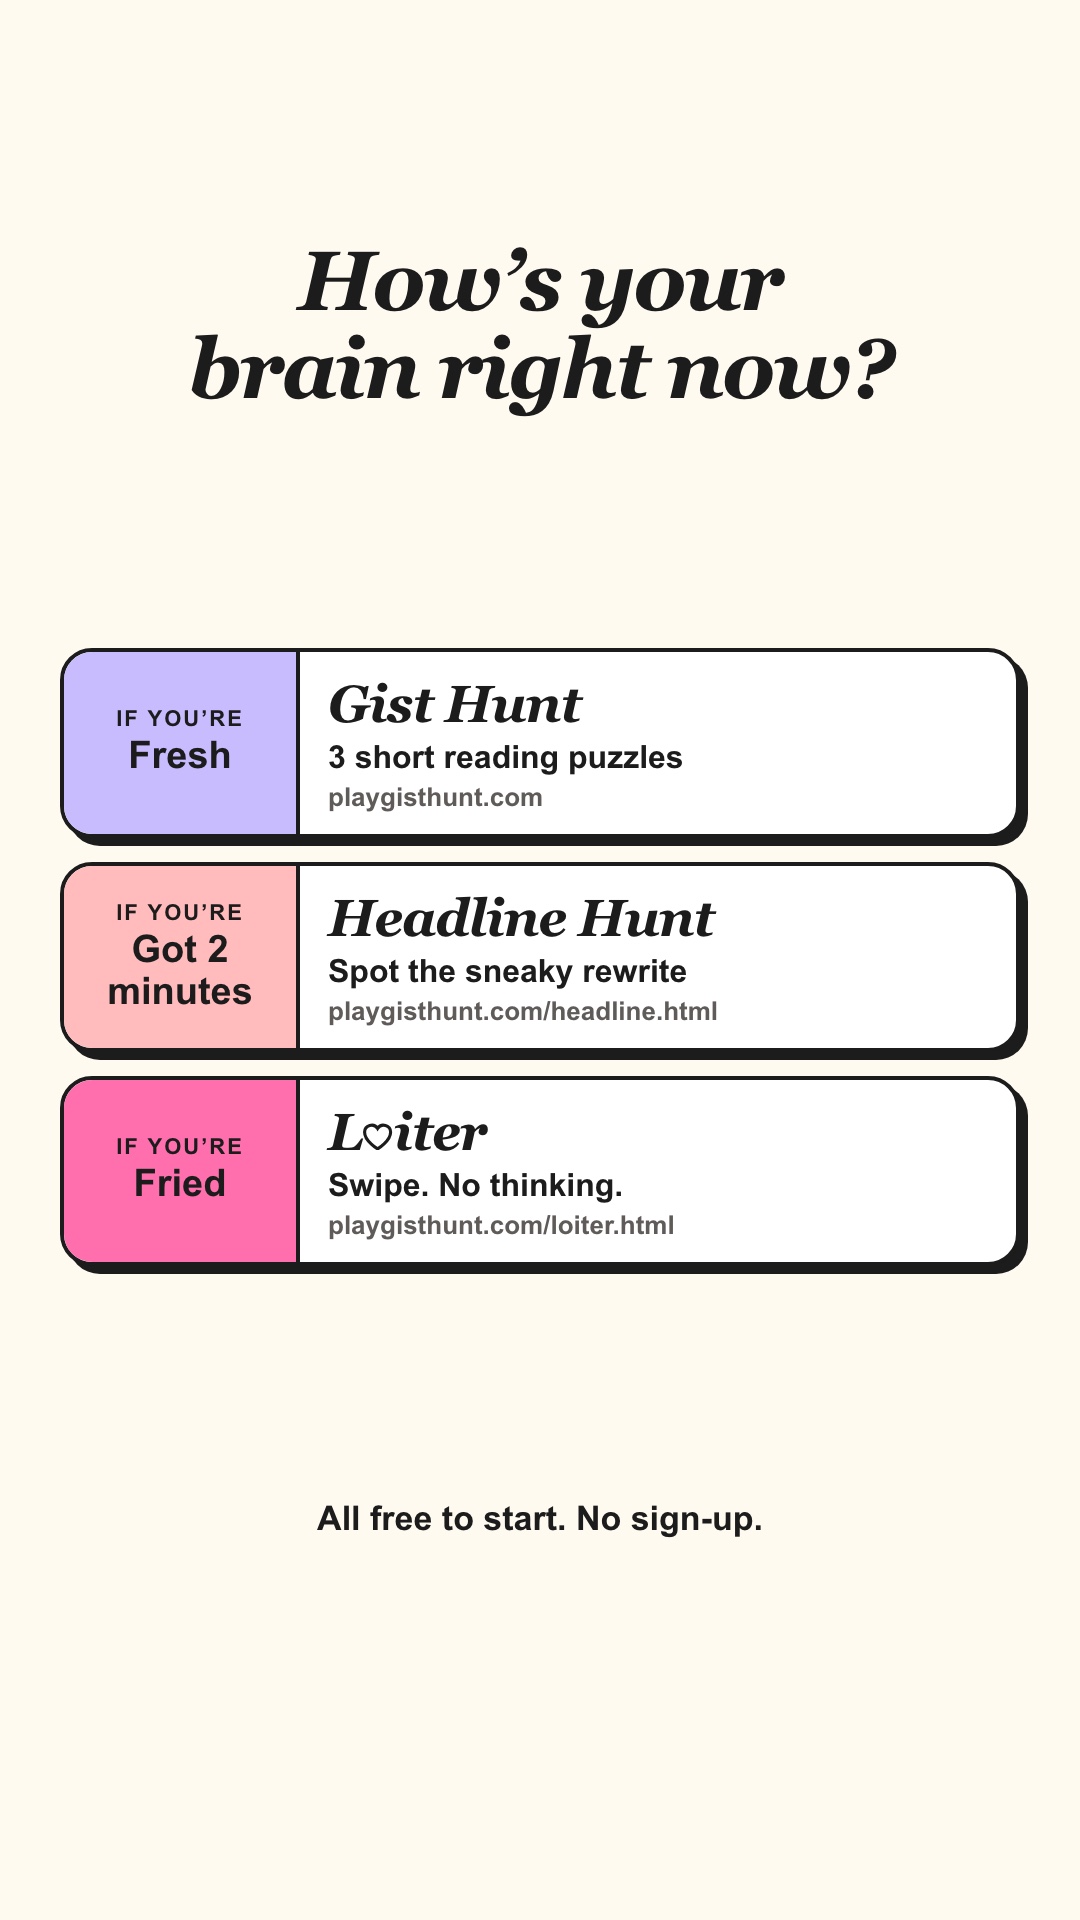 How’s your
brain right now?
IF YOU’RE
Fresh
Gist Hunt
3 short reading puzzles
playgisthunt.com
IF YOU’RE
Got 2
minutes
Headline Hunt
Spot the sneaky rewrite
playgisthunt.com/headline.html
IF YOU’RE
Fried
L♡iter
Swipe. No thinking.
playgisthunt.com/loiter.html
All free to start. No sign-up.